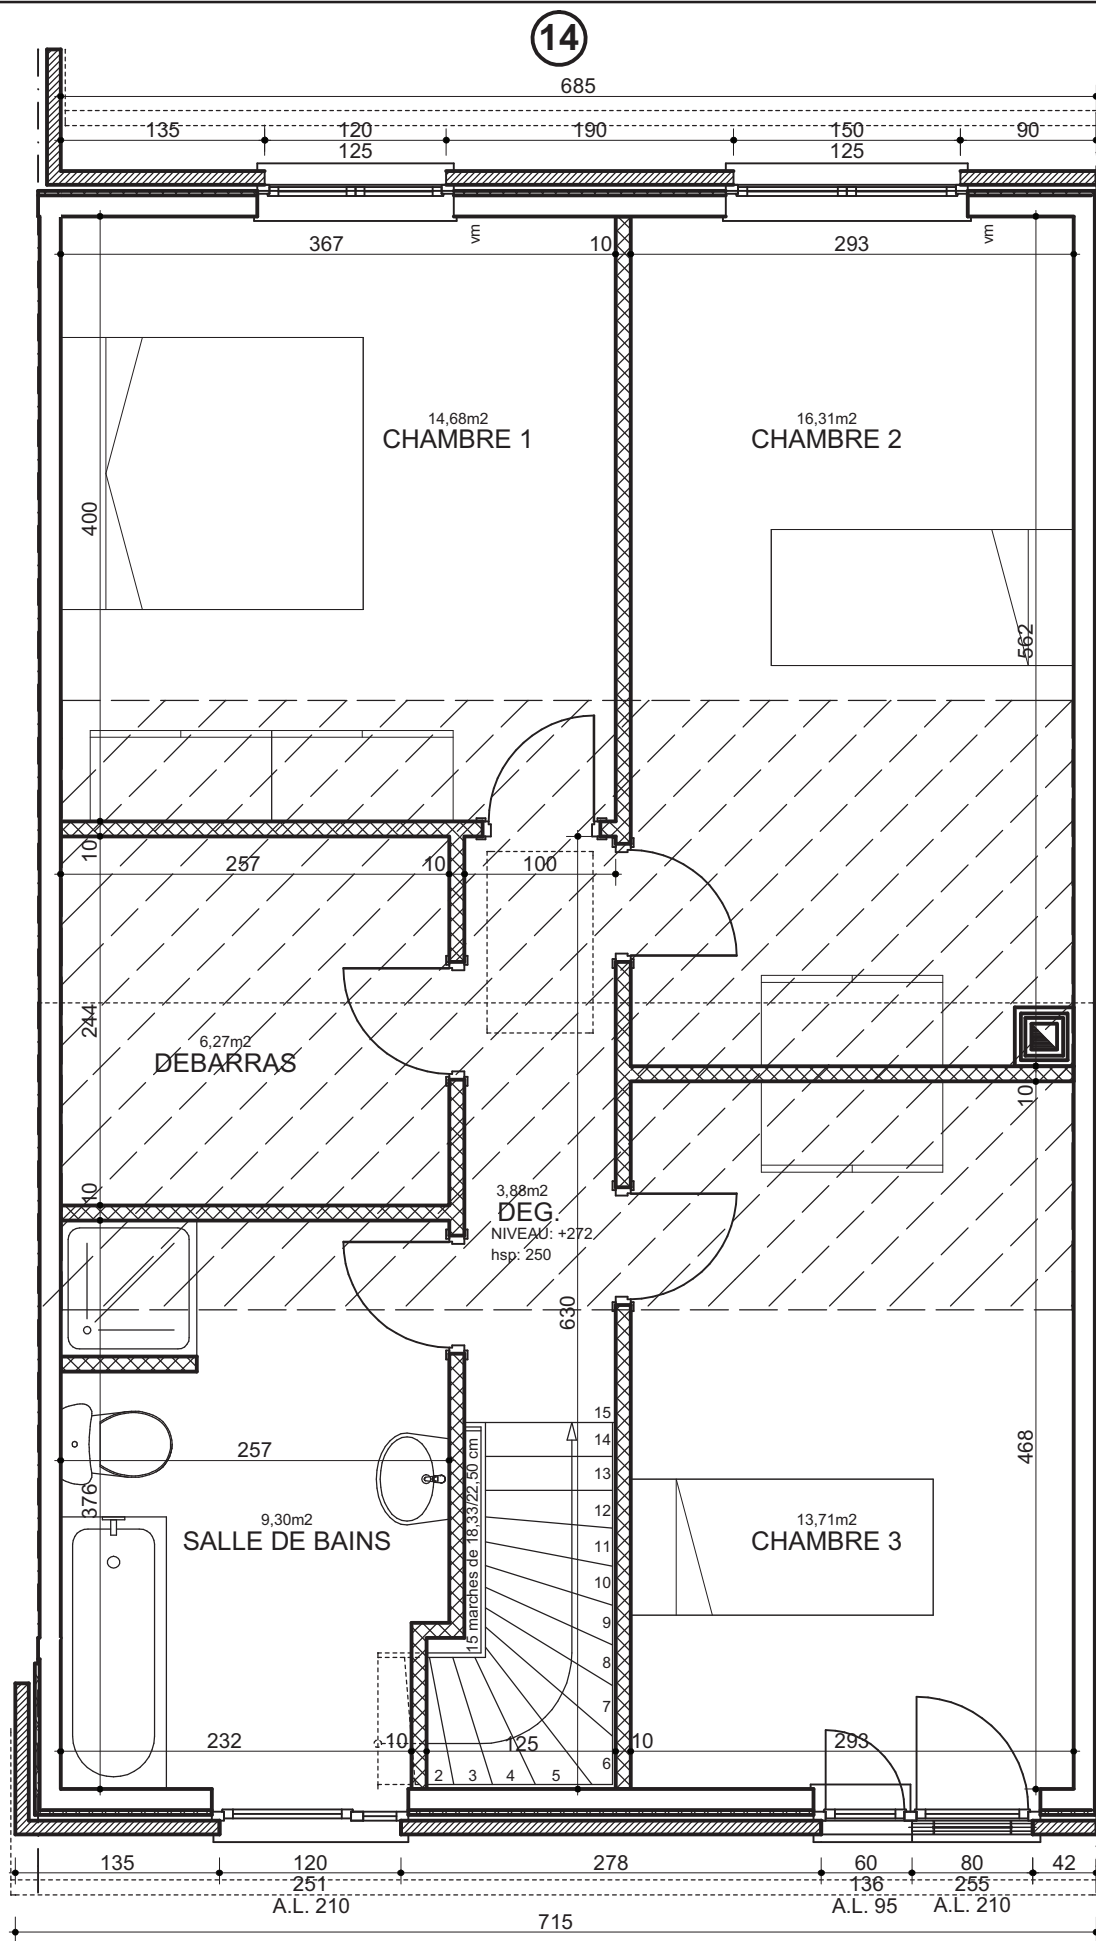 14
685
135 120 190 150 90
125 125
vm vm
367 10 293
14,68m2 16,31m2
CHAMBRE 1 CHAMBRE 2
400
562
10
257 10 100
244
6,27m2
DEBARRAS
10
10
3,88m2
DEG.
NIVEAU: +272
hsp: 250
630
15
14
13
12
11
10
9
8
7
6
15 marches de 18,33/22,50 cm
257
376
468
9,30m2
SALLE DE BAINS
13,71m2
CHAMBRE 3
232 10 125 10 293
2 3 4 5
135 120 278 60 80 42
251 136 255
A.L. 210 A.L. 95 A.L. 210
715